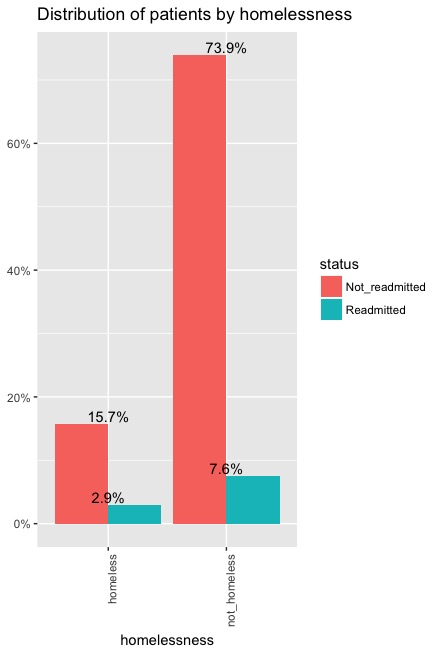 Distribution of patients by homelessness
73.9%
60%
40%
20%
0%
15.7%
2.9%
7.6%
homeless
not_homeless
homelessness
status
Not_readmitted
Readmitted